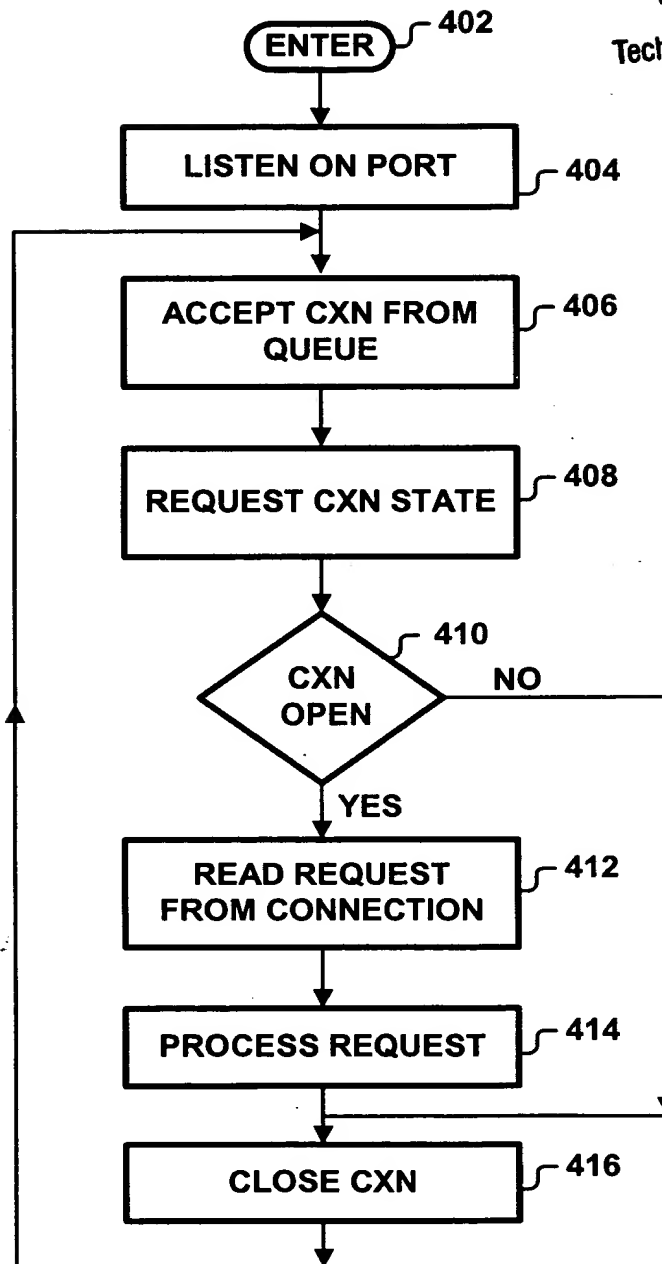 402
ENTER
Tech
LISTEN ON PORT
404
ACCEPT CXN FROM
QUEUE
406
REQUEST CXN STATE
408
410
CXN
OPEN
NO
YES
READ REQUEST
FROM CONNECTION
412
PROCESS REQUEST
414
CLOSE CXN
416